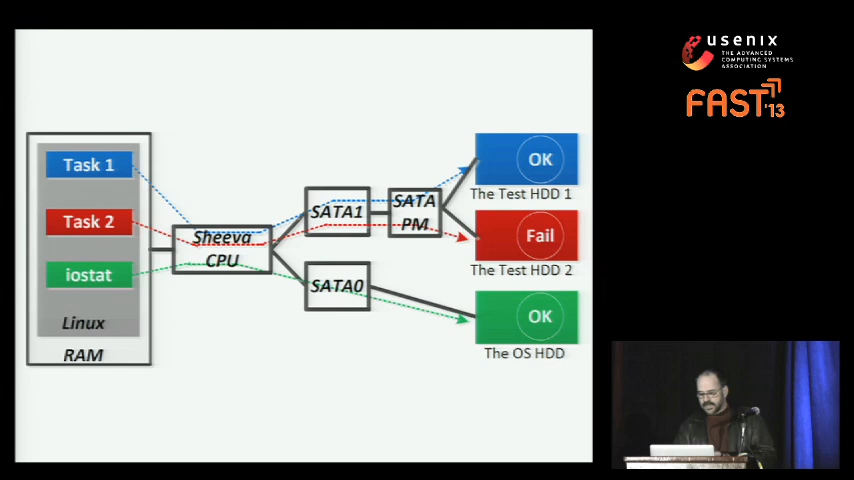 Task 1
Task 2
iostat
Linux
RAM
Sheeva
CPU
SATA1
SATA
PM
SATA0
OK
The Test HDD 1
Fail
The Test HDD 2
OK
The OS HDD
usenix
THE ADVANCED
COMPUTING SYSTEMS
ASSOCIATION
FAST '13